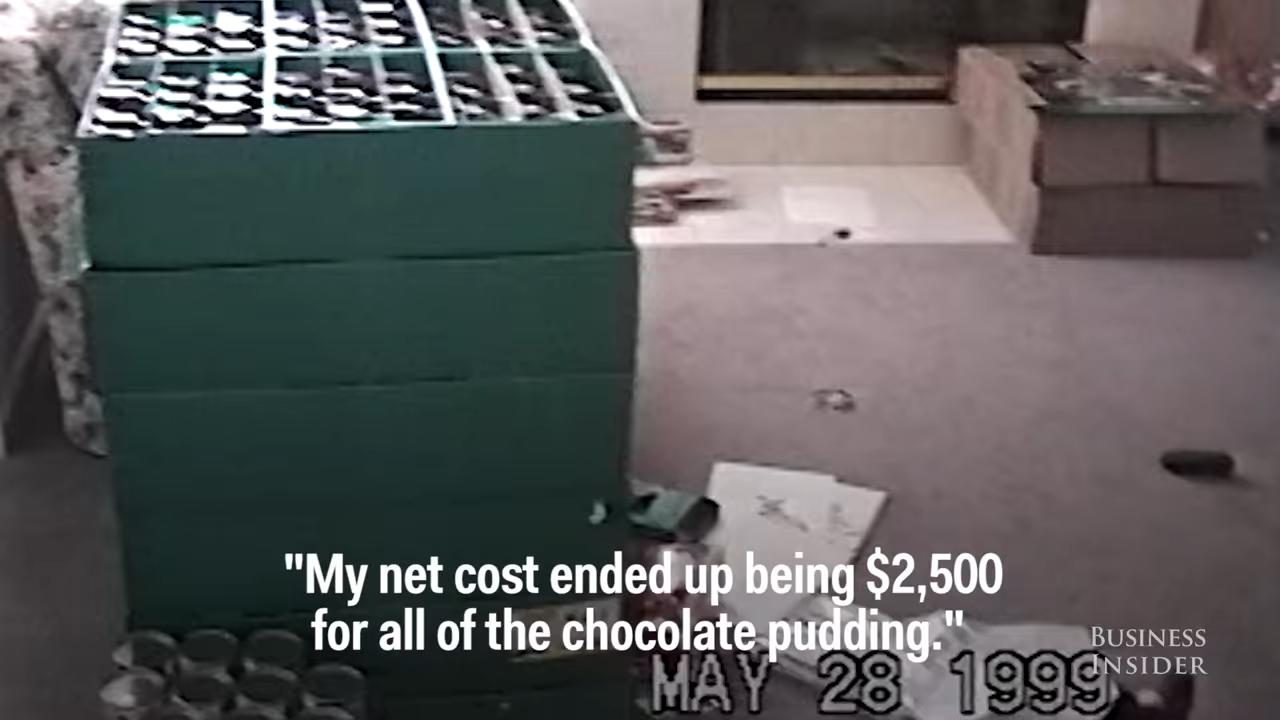 "My net cost ended up being $2,500
for all of the chocolate pudding."
BUSINESS
INSIDER
MAY 28 1999